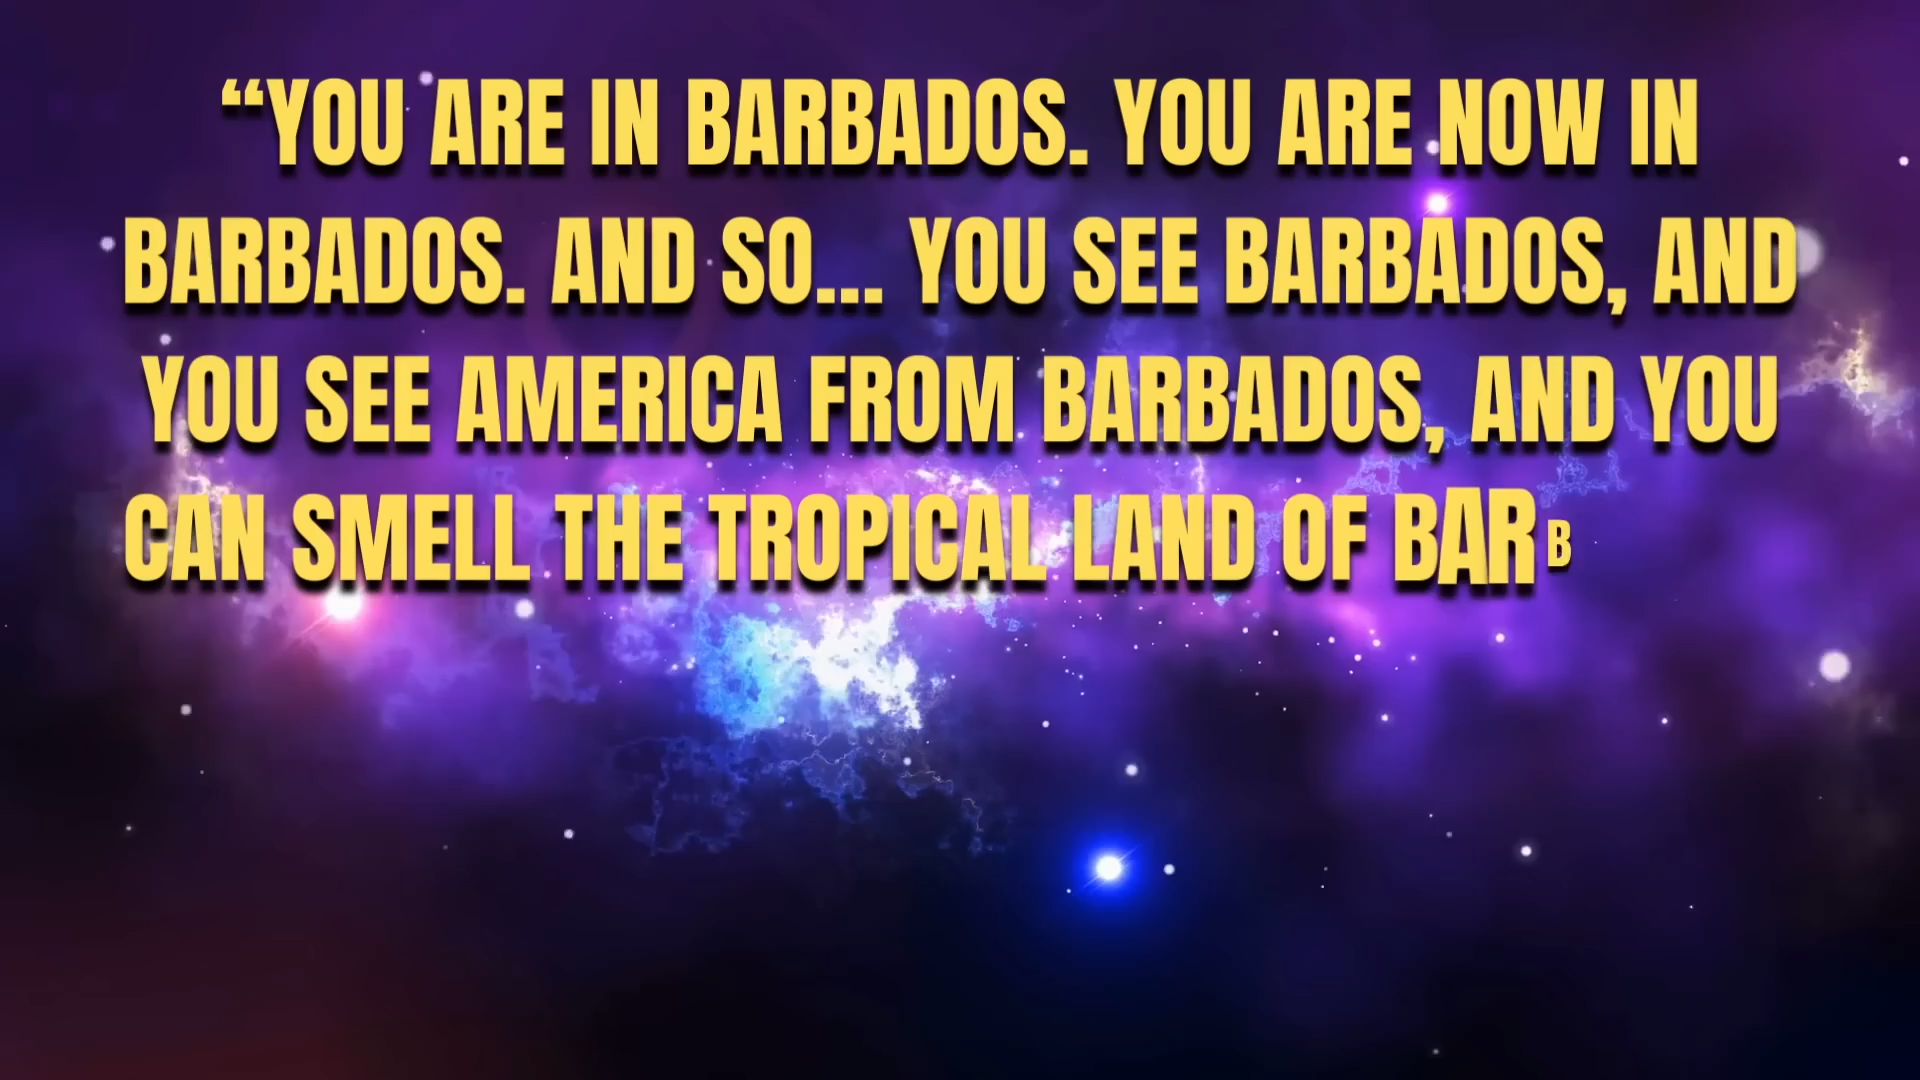 “YOU ARE IN BARBADOS. YOU ARE NOW IN
BARBADOS. AND SO... YOU SEE BARBADOS, AND
YOU SEE AMERICA FROM BARBADOS, AND YOU
CAN SMELL THE TROPICAL LAND OF BARB